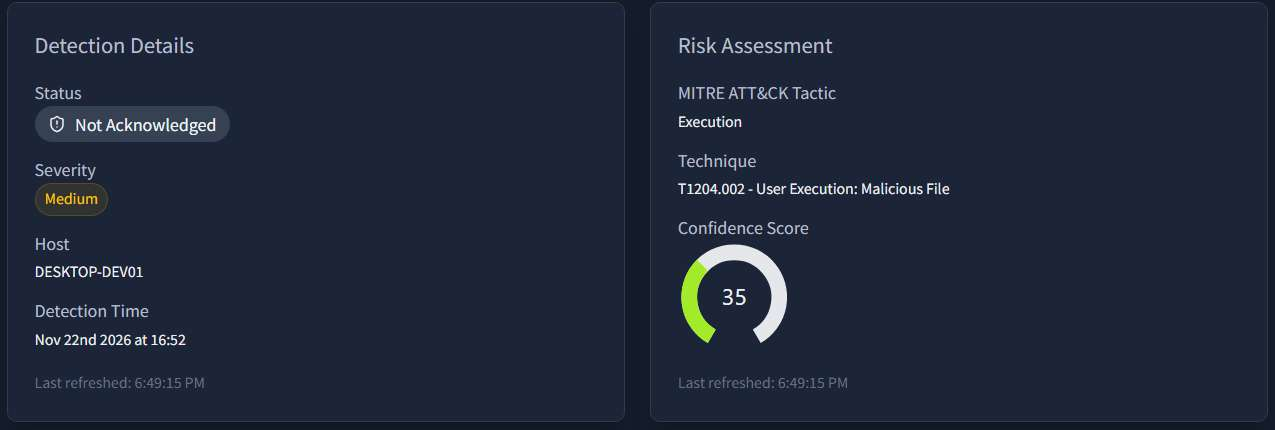 Detection Details
Status
Not Acknowledged
Severity
Medium
Host
DESKTOP-DEV01
Detection Time
Nov 22nd 2026 at 16:52
Last refreshed: 6:49:15 PM
Risk Assessment
MITRE ATT&CK Tactic
Execution
Technique
T1204.002 - User Execution: Malicious File
Confidence Score
35
Last refreshed: 6:49:15 PM